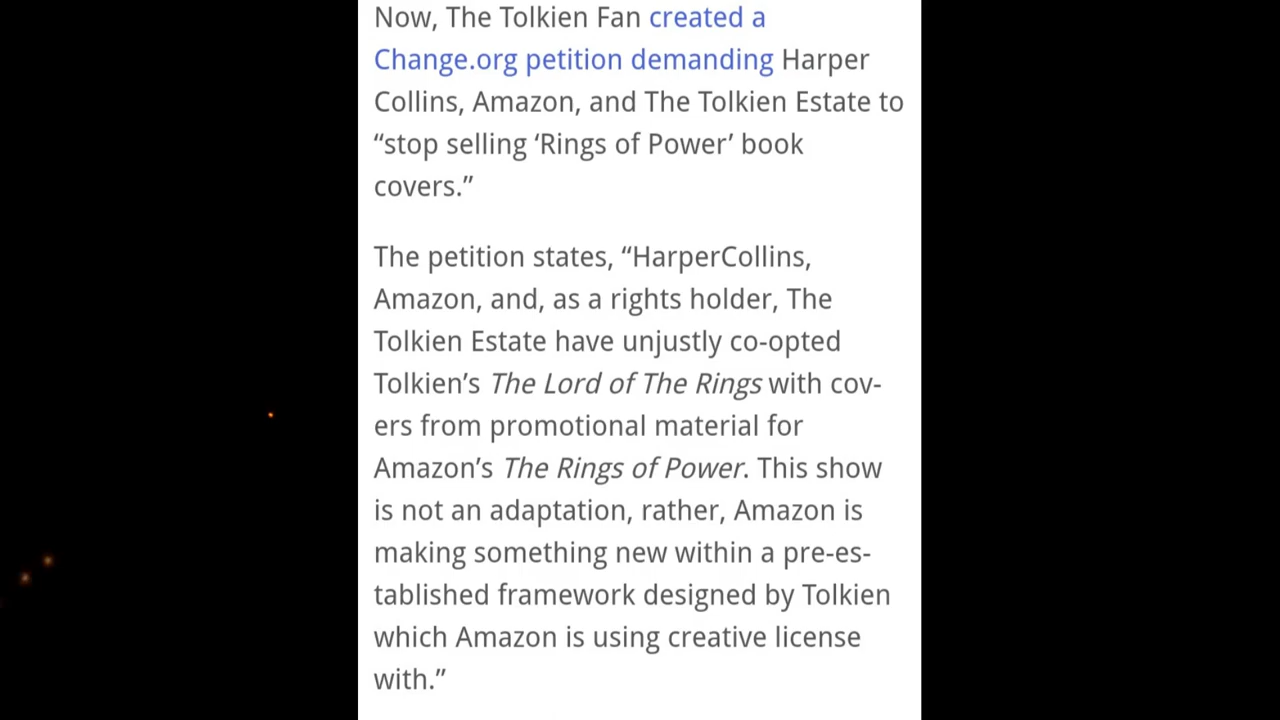 Now, The Tolkien Fan created a
Change.org petition demanding Harper
Collins, Amazon, and The Tolkien Estate to
“stop selling ‘Rings of Power’ book
covers.”
The petition states, “HarperCollins,
Amazon, and, as a rights holder, The
Tolkien Estate have unjustly co-opted
Tolkien’s The Lord of The Rings with cov-
ers from promotional material for
Amazon’s The Rings of Power. This show
is not an adaptation, rather, Amazon is
making something new within a pre-es-
tablished framework designed by Tolkien
which Amazon is using creative license
with.”